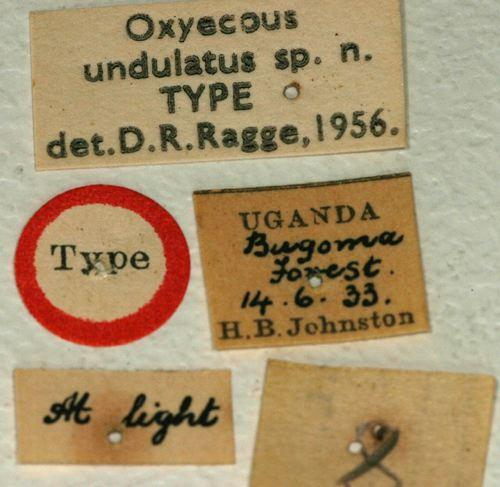 Oxyecous
undulatus sp. n.
TYPE
det.D.R.Ragge,1956.
Type
UGANDA
Bugoma
Forest.
14.6.33.
H.B.Johnston
At light